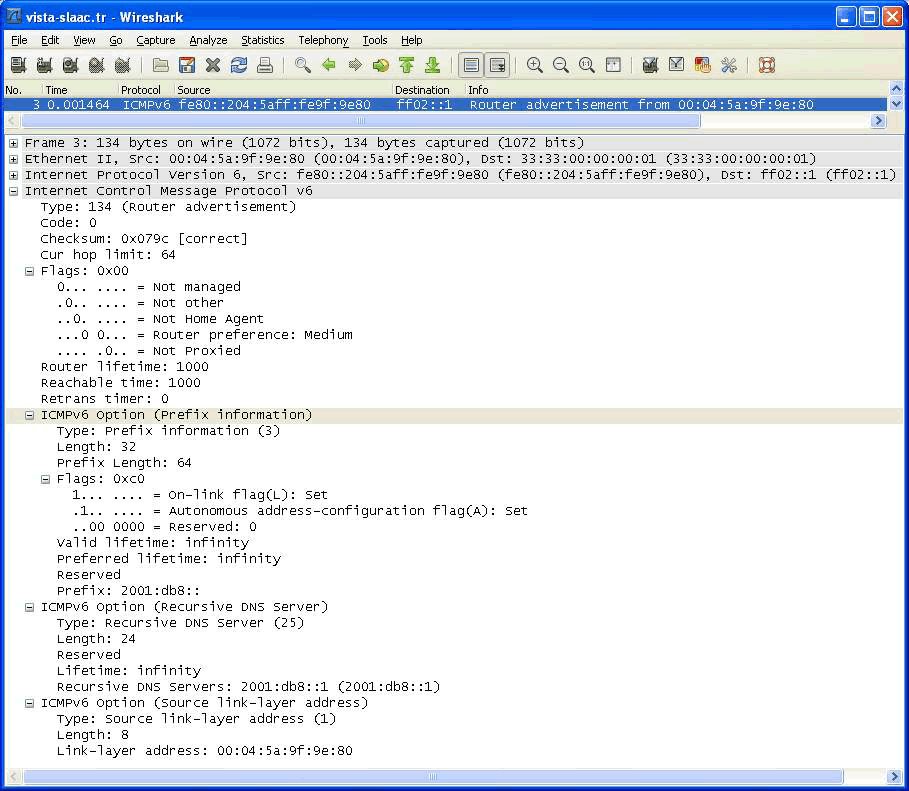 vista-slaac.tr - Wireshark
File Edit View Go Capture Analyze Statistics Telephony Tools Help
No. Time Protocol Source Destination Info
3 0.001464 ICMPv6 fe80::204:5aff:fe9f:9e80 ff02::1 Router advertisement from 00:04:5a:9f:9e:80
Frame 3: 134 bytes on wire (1072 bits), 134 bytes captured (1072 bits)
Ethernet II, Src: 00:04:5a:9f:9e:80 (00:04:5a:9f:9e:80), Dst: 33:33:00:00:00:01 (33:33:00:00:00:01)
Internet Protocol Version 6, Src: fe80::204:5aff:fe9f:9e80 (fe80::204:5aff:fe9f:9e80), Dst: ff02::1 (ff02::1)
Internet Control Message Protocol v6
Type: 134 (Router advertisement)
Code: 0
Checksum: 0x079c [correct]
Cur hop limit: 64
Flags: 0x00
0... .... = Not managed
.0.. .... = Not other
..0. .... = Not Home Agent
...0 0... = Router preference: Medium
.... .0.. = Not Proxied
Router lifetime: 1000
Reachable time: 1000
Retrans timer: 0
ICMPv6 Option (Prefix information)
Type: Prefix information (3)
Length: 32
Prefix Length: 64
Flags: 0xc0
1... .... = On-link flag(L): Set
.1.. .... = Autonomous address-configuration flag(A): Set
..00 0000 = Reserved: 0
Valid lifetime: infinity
Preferred lifetime: infinity
Reserved
Prefix: 2001:db8::
ICMPv6 Option (Recursive DNS Server)
Type: Recursive DNS Server (25)
Length: 24
Reserved
Lifetime: infinity
Recursive DNS Servers: 2001:db8::1 (2001:db8::1)
ICMPv6 Option (Source link-layer address)
Type: Source link-layer address (1)
Length: 8
Link-layer address: 00:04:5a:9f:9e:80